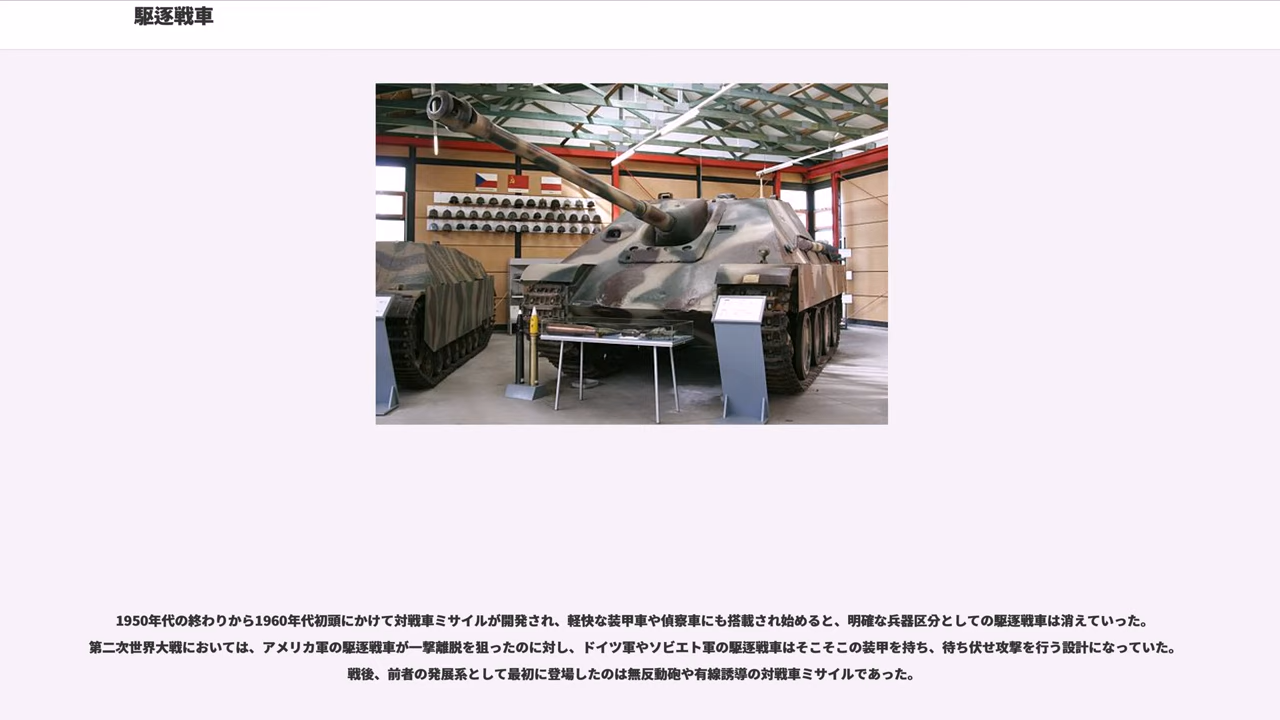 駆逐戦車
1950年代の終わりから1960年代初頭にかけて対戦車ミサイルが開発され、軽快な装甲車や偵察車にも搭載され始めると、明確な兵器区分としての駆逐戦車は消えていった。
第二次世界大戦においては、アメリカ軍の駆逐戦車が一撃離脱を狙ったのに対し、ドイツ軍やソビエト軍の駆逐戦車はそこそこの装甲を持ち、待ち伏せ攻撃を行う設計になっていた。
戦後、前者の発展系として最初に登場したのは無反動砲や有線誘導の対戦車ミサイルであった。